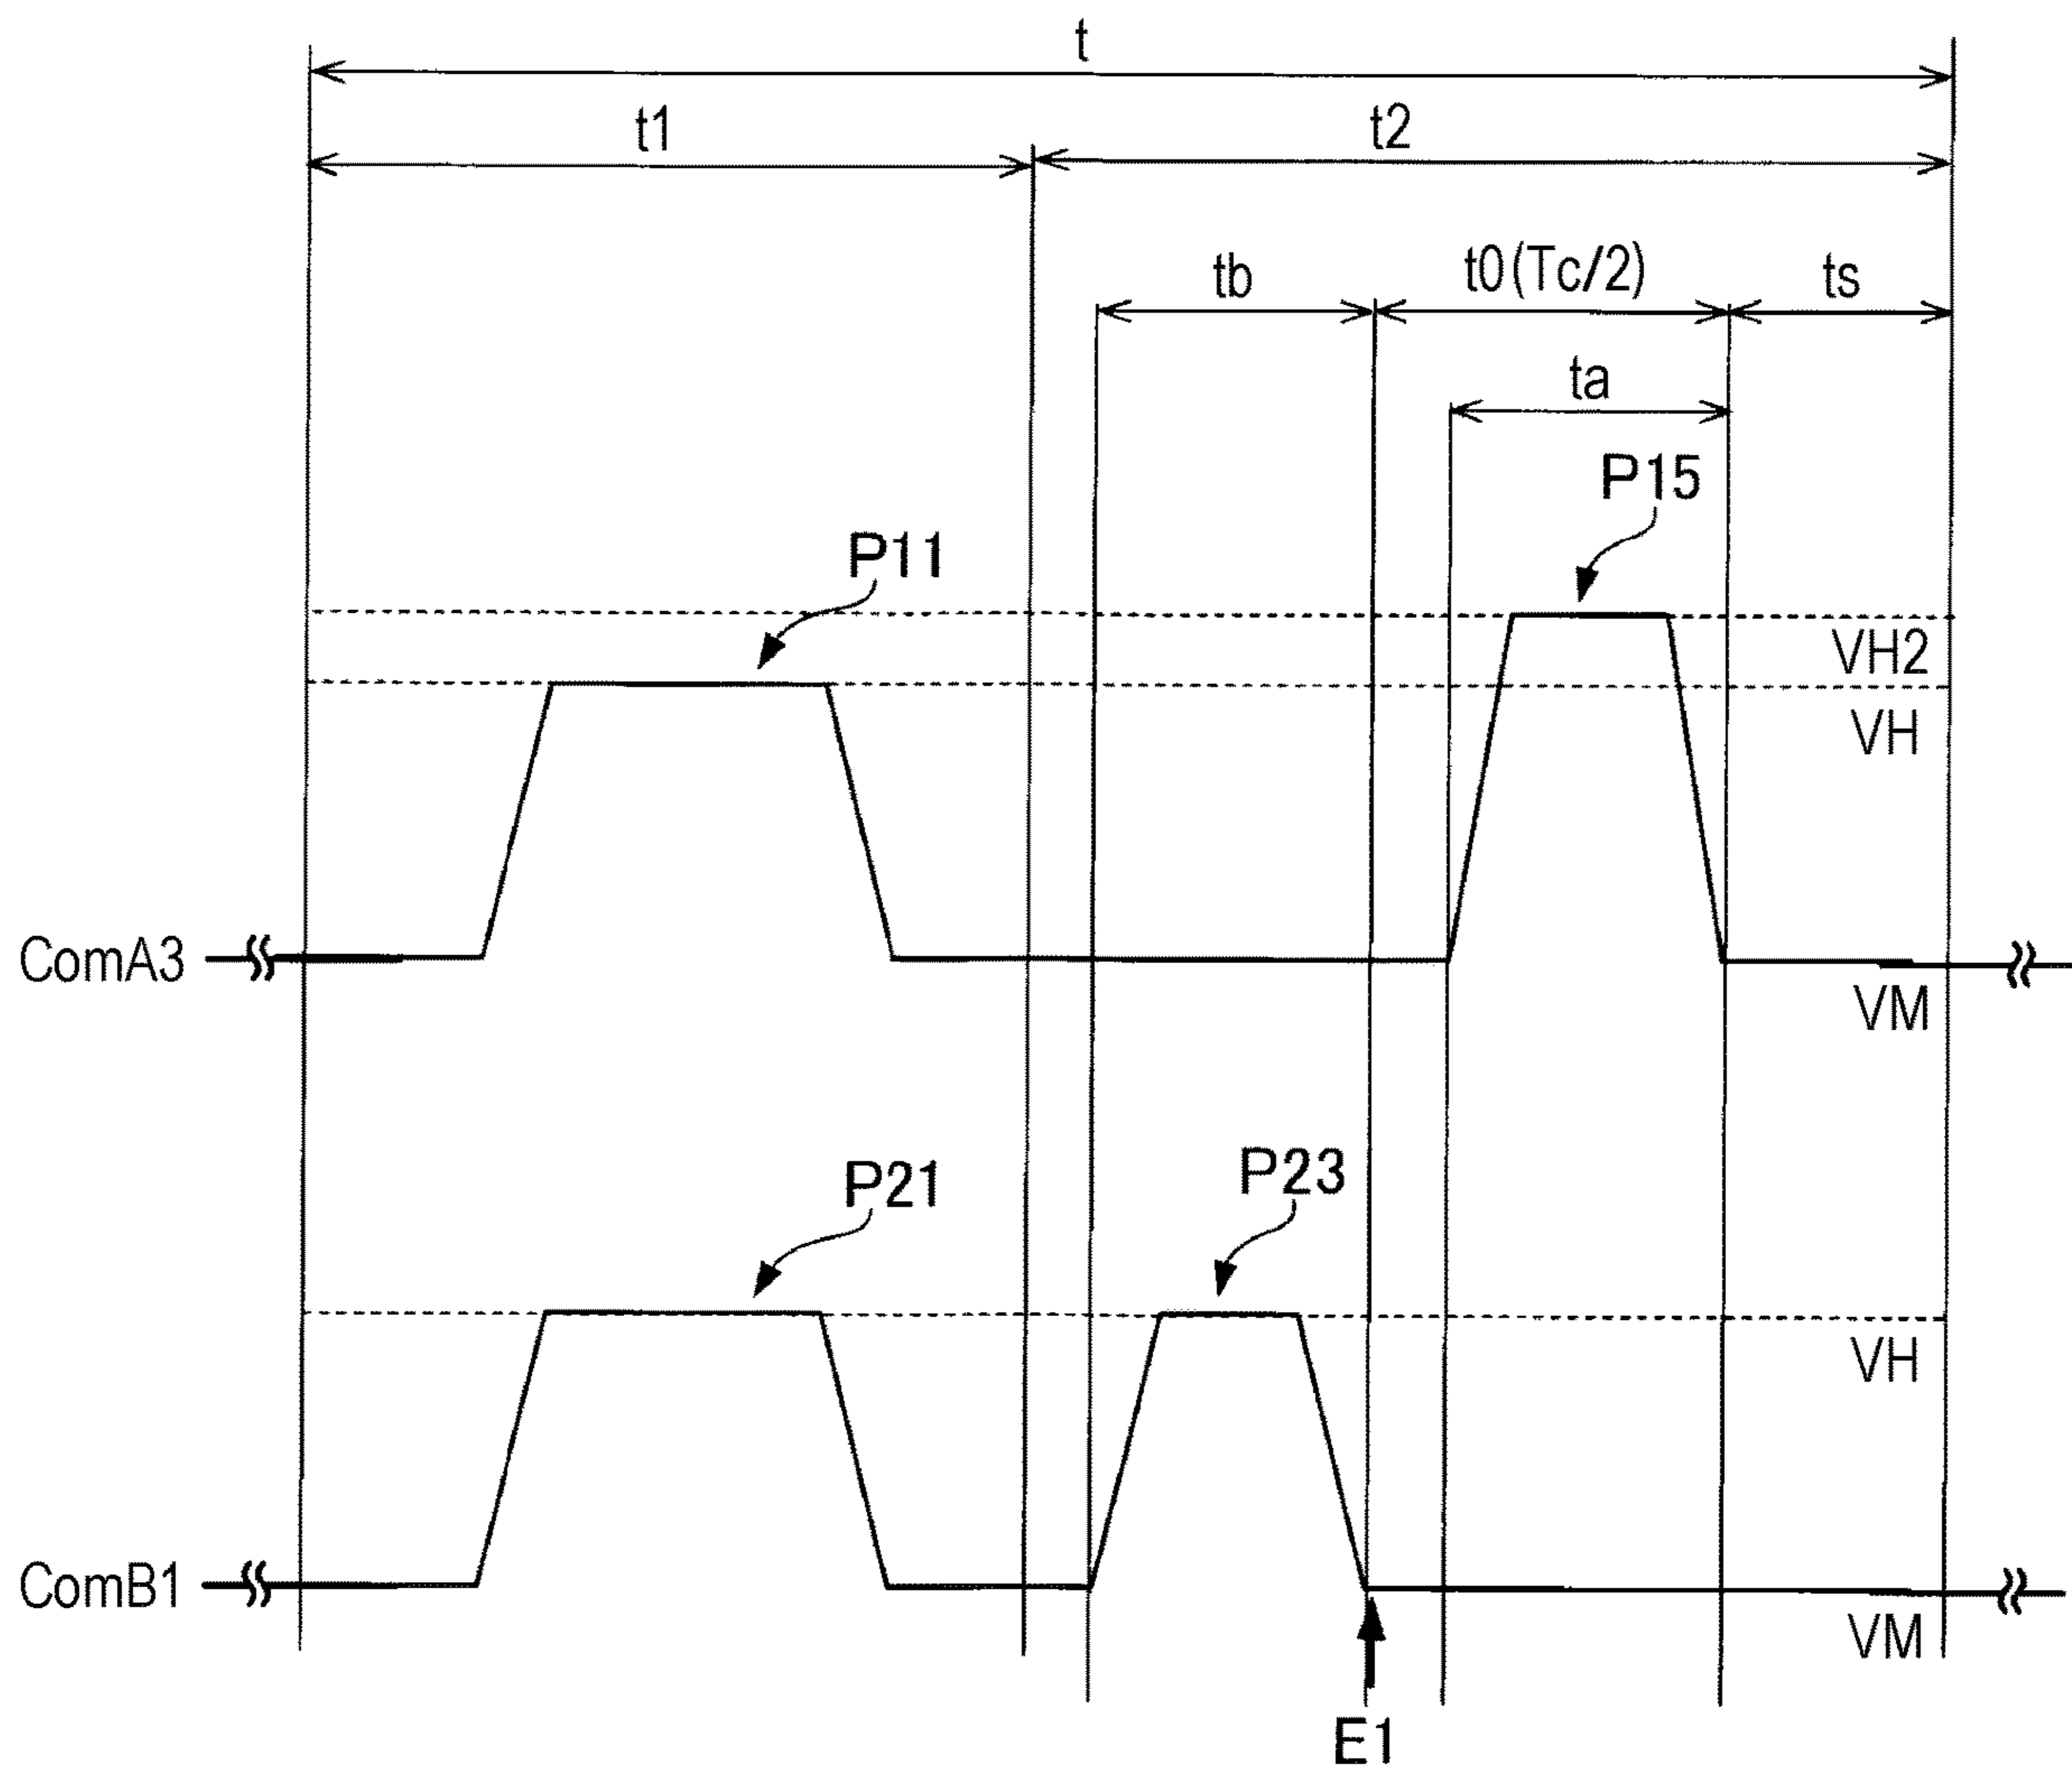 t
t1
t2
tb
t0(Tc/2)
ts
ta
P15
P11
VH2
VH
ComA3
VM
P21
P23
VH
ComB1
VM
E1